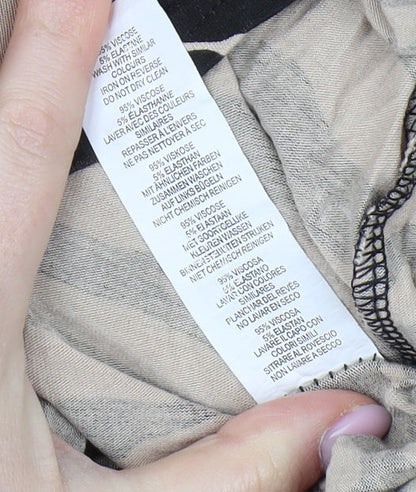 95% VISCOSE
5% ELASTINE
WASH WITH SIMILAR
COLOURS
IRON ON REVERSE
DO NOT DRY CLEAN
95% VISCOSE
5% ELASTHANNE
LAVER AVEC DES COULEURS
SIMILAIRES
REPASSER À L'ENVERS
NE PAS NETTOYER À SEC
95% VISKOSE
5% ELASTHAN
MIT ÄHNLICHEN FARBEN
ZUSAMMEN WASCHEN
AUF LINKS BÜGELN
NICHT CHEMISCH REINIGEN
95% VISCOSE
5% ELASTAAN
MET SOORTGELIJKE
KLEUREN WASSEN
BINNENSTEBUITEN STRIJKEN
NIET CHEMISCH REINIGEN
95% VISCOSA
5% ELASTANO
LAVAR CON COLORES
SIMILARES
PLANCHAR DEL REVÉS
NO LAVAR EN SECO
95% VISCOSA
5% ELASTAN
LAVARE IL CAPO CON
COLORI SIMILI
STIRARE AL ROVESCIO
NON LAVARE A SECCO